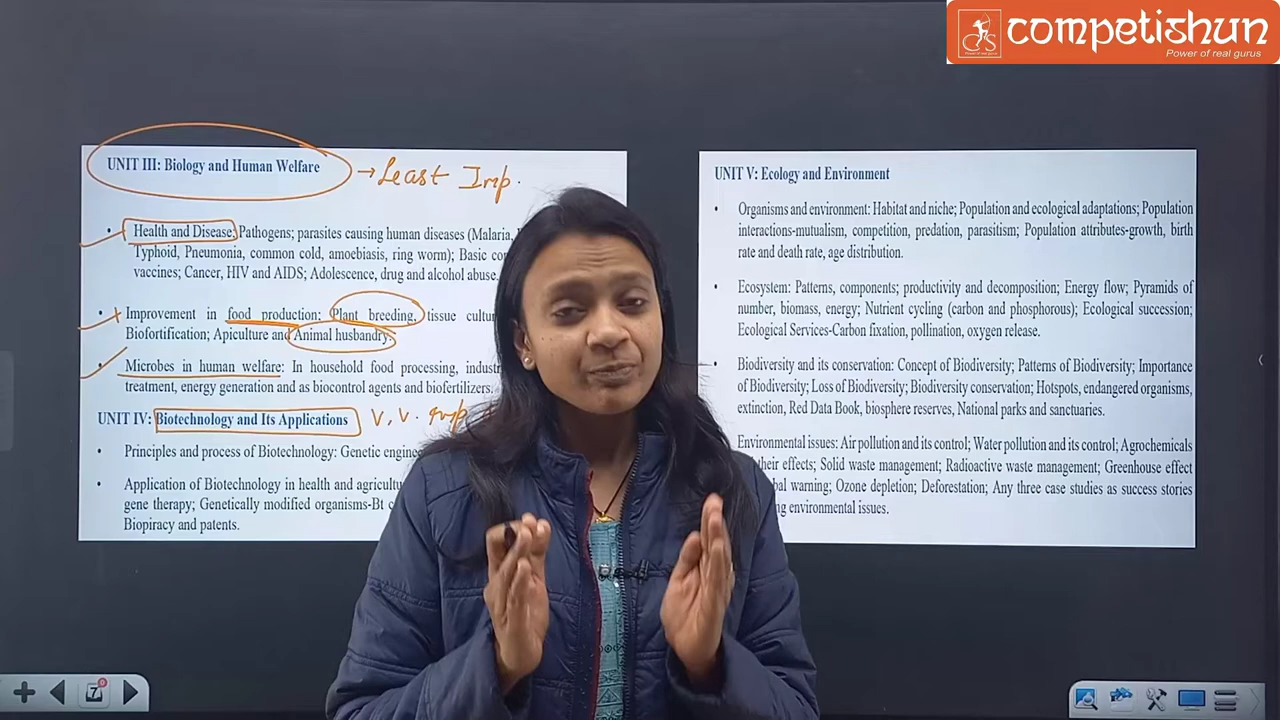 competishun
Power of real gurus
UNIT III: Biology and Human Welfare
→ Least Imp.
• Health and Disease; Pathogens; parasites causing human diseases (Malaria,
Typhoid, Pneumonia, common cold, amoebiasis, ring worm); Basic
vaccines; Cancer, HIV and AIDS; Adolescence, drug and alcohol abuse.
• Improvement in food production: Plant breeding, tissue
Biofortification; Apiculture and Animal husbandry.
• Microbes in human welfare: In household food processing,
treatment, energy generation and as biocontrol agents and biofertilizers.
UNIT IV: Biotechnology and Its Applications
V. V. imp
• Principles and process of Biotechnology: Genetic
• Application of Biotechnology in health and
gene therapy; Genetically modified organisms-Bt
Biopiracy and patents.
UNIT V: Ecology and Environment
• Organisms and environment: Habitat and niche; Population and ecological adaptations; Population
interactions-mutualism, competition, predation, parasitism; Population attributes-growth, birth
rate and death rate, age distribution.
• Ecosystem: Patterns, components; productivity and decomposition; Energy flow; Pyramids of
number, biomass, energy; Nutrient cycling (carbon and phosphorous); Ecological succession;
Ecological Services-Carbon fixation, pollination, oxygen release.
• Biodiversity and its conservation: Concept of Biodiversity; Patterns of Biodiversity; Importance
of Biodiversity; Loss of Biodiversity; Biodiversity conservation; Hotspots, endangered organisms,
extinction, Red Data Book, biosphere reserves, National parks and sanctuaries.
Environmental issues: Air pollution and its control; Water pollution and its control; Agrochemicals
their effects; Solid waste management; Radioactive waste management; Greenhouse effect
warning; Ozone depletion; Deforestation; Any three case studies as success stories
environmental issues.
7